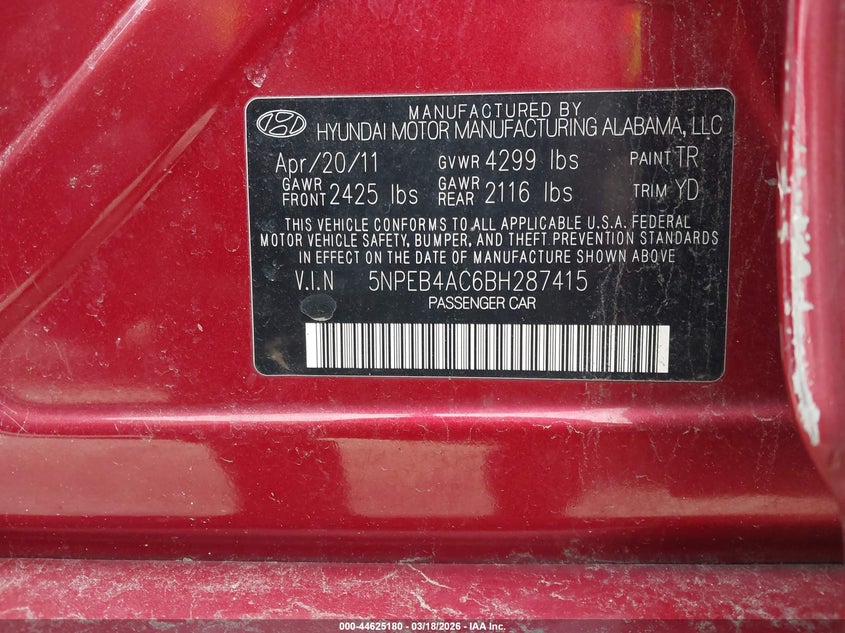 MANUFACTURED BY
HYUNDAI MOTOR MANUFACTURING ALABAMA, LLC
Apr/20/11 GVWR 4299 lbs PAINT TR
GAWR FRONT 2425 lbs GAWR REAR 2116 lbs TRIM YD
THIS VEHICLE CONFORMS TO ALL APPLICABLE U.S.A. FEDERAL
MOTOR VEHICLE SAFETY, BUMPER, AND THEFT PREVENTION STANDARDS
IN EFFECT ON THE DATE OF MANUFACTURE SHOWN ABOVE
V.I.N 5NPEB4AC6BH287415
PASSENGER CAR
000-44625180 - 03/18/2026 - IAA Inc.